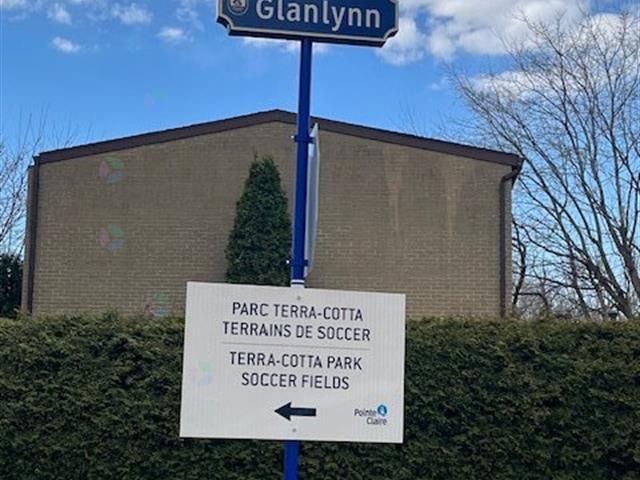 Glanlynn
PARC TERRA-COTTA
TERRAINS DE SOCCER
TERRA-COTTA PARK
SOCCER FIELDS
Pointe
Claire